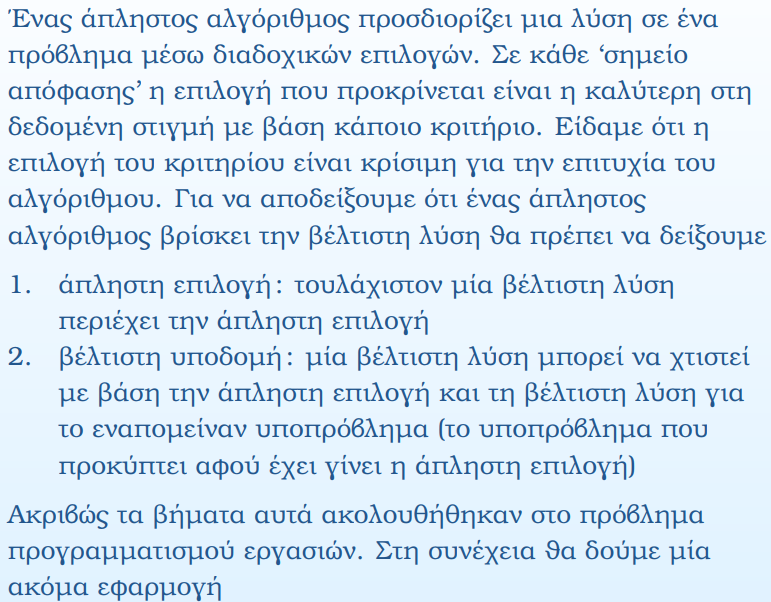 Ένας άπληστος αλγόριθμος προσδιορίζει μια λύση σε ένα
πρόβλημα μέσω διαδοχικών επιλογών. Σε κάθε ‘σημείο
απόφασης’ η επιλογή που προκρίνεται είναι η καλύτερη στη
δεδομένη στιγμή με βάση κάποιο κριτήριο. Είδαμε ότι η
επιλογή του κριτηρίου είναι κρίσιμη για την επιτυχία του
αλγόριθμου. Για να αποδείξουμε ότι ένας άπληστος
αλγόριθμος βρίσκει την βέλτιστη λύση θα πρέπει να δείξουμε
1. άπληστη επιλογή: τουλάχιστον μία βέλτιστη λύση
περιέχει την άπληστη επιλογή
2. βέλτιστη υποδομή: μία βέλτιστη λύση μπορεί να χτιστεί
με βάση την άπληστη επιλογή και τη βέλτιστη λύση για
το εναπομείναν υποπρόβλημα (το υποπρόβλημα που
προκύπτει αφού έχει γίνει η άπληστη επιλογή)
Ακριβώς τα βήματα αυτά ακολουθήθηκαν στο πρόβλημα
προγραμματισμού εργασιών. Στη συνέχεια θα δούμε μία
ακόμα εφαρμογή